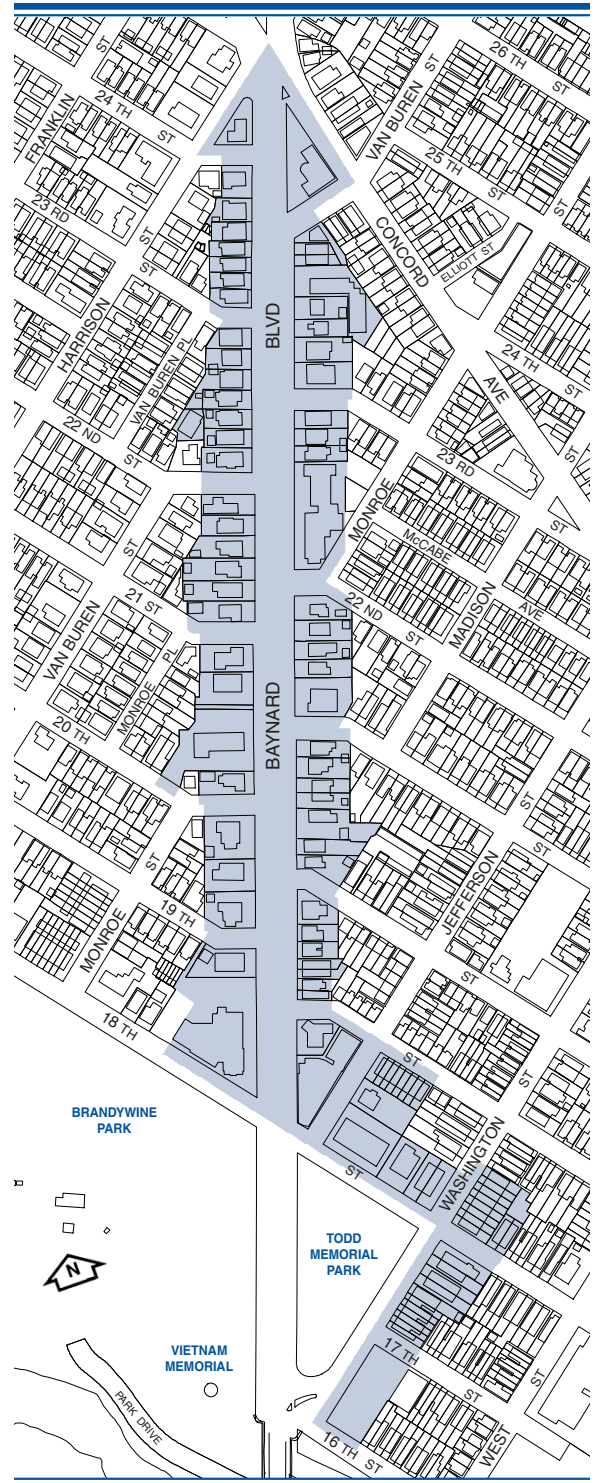 26 TH
ST
ST
24 TH
ST
FRANKLIN
VAN BUREN
ST
25 TH
ST
23 RD
ST
CONCORD
ELLIOTT ST
HARRISON
BLVD
VAN BUREN PL
24 TH
ST
AVE
22 ND
ST
23 RD
ST
ST
MONROE
McCABE
AVE
ST
MADISON
21 ST
22 ND
ST
VAN BUREN
MONROE
PL
BAYNARD
20 TH
ST
ST
ST
JEFFERSON
19 TH
MONROE
ST
18 TH
ST
ST
BRANDYWINE
PARK
WASHINGTON
ST
TODD
MEMORIAL
PARK
N
VIETNAM
MEMORIAL
17 TH
ST
ST
PARK DRIVE
WEST
16 TH ST